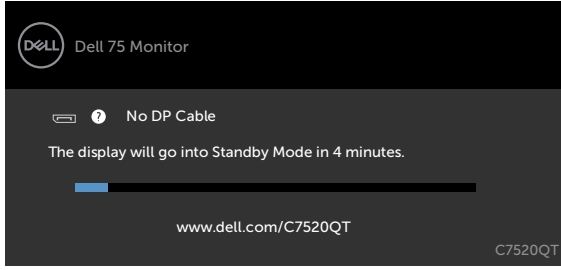 DELL
Dell 75 Monitor
? No DP Cable
The display will go into Standby Mode in 4 minutes.
www.dell.com/C7520QT
C7520QT